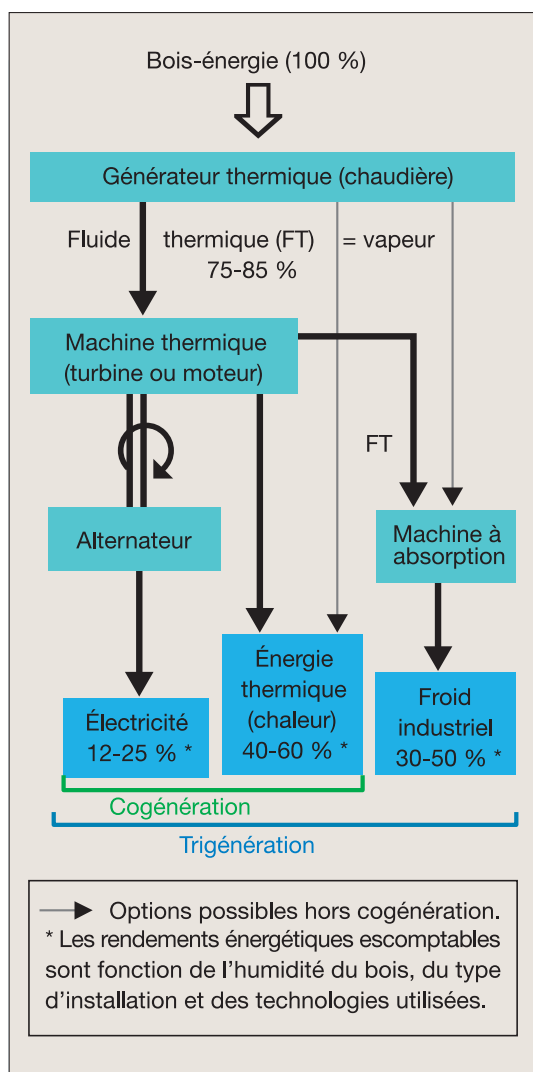 Bois-énergie (100 %)
Générateur thermique (chaudière)
Fluide thermique (FT) = vapeur
75-85 %
Machine thermique
(turbine ou moteur)
FT
Alternateur
Machine à
absorption
Électricité
12-25 % *
Énergie
thermique
(chaleur)
40-60 % *
Froid
industriel
30-50 % *
Cogénération
Trigénération
Options possibles hors cogénération.
* Les rendements énergétiques escomptables
sont fonction de l'humidité du bois, du type
d'installation et des technologies utilisées.